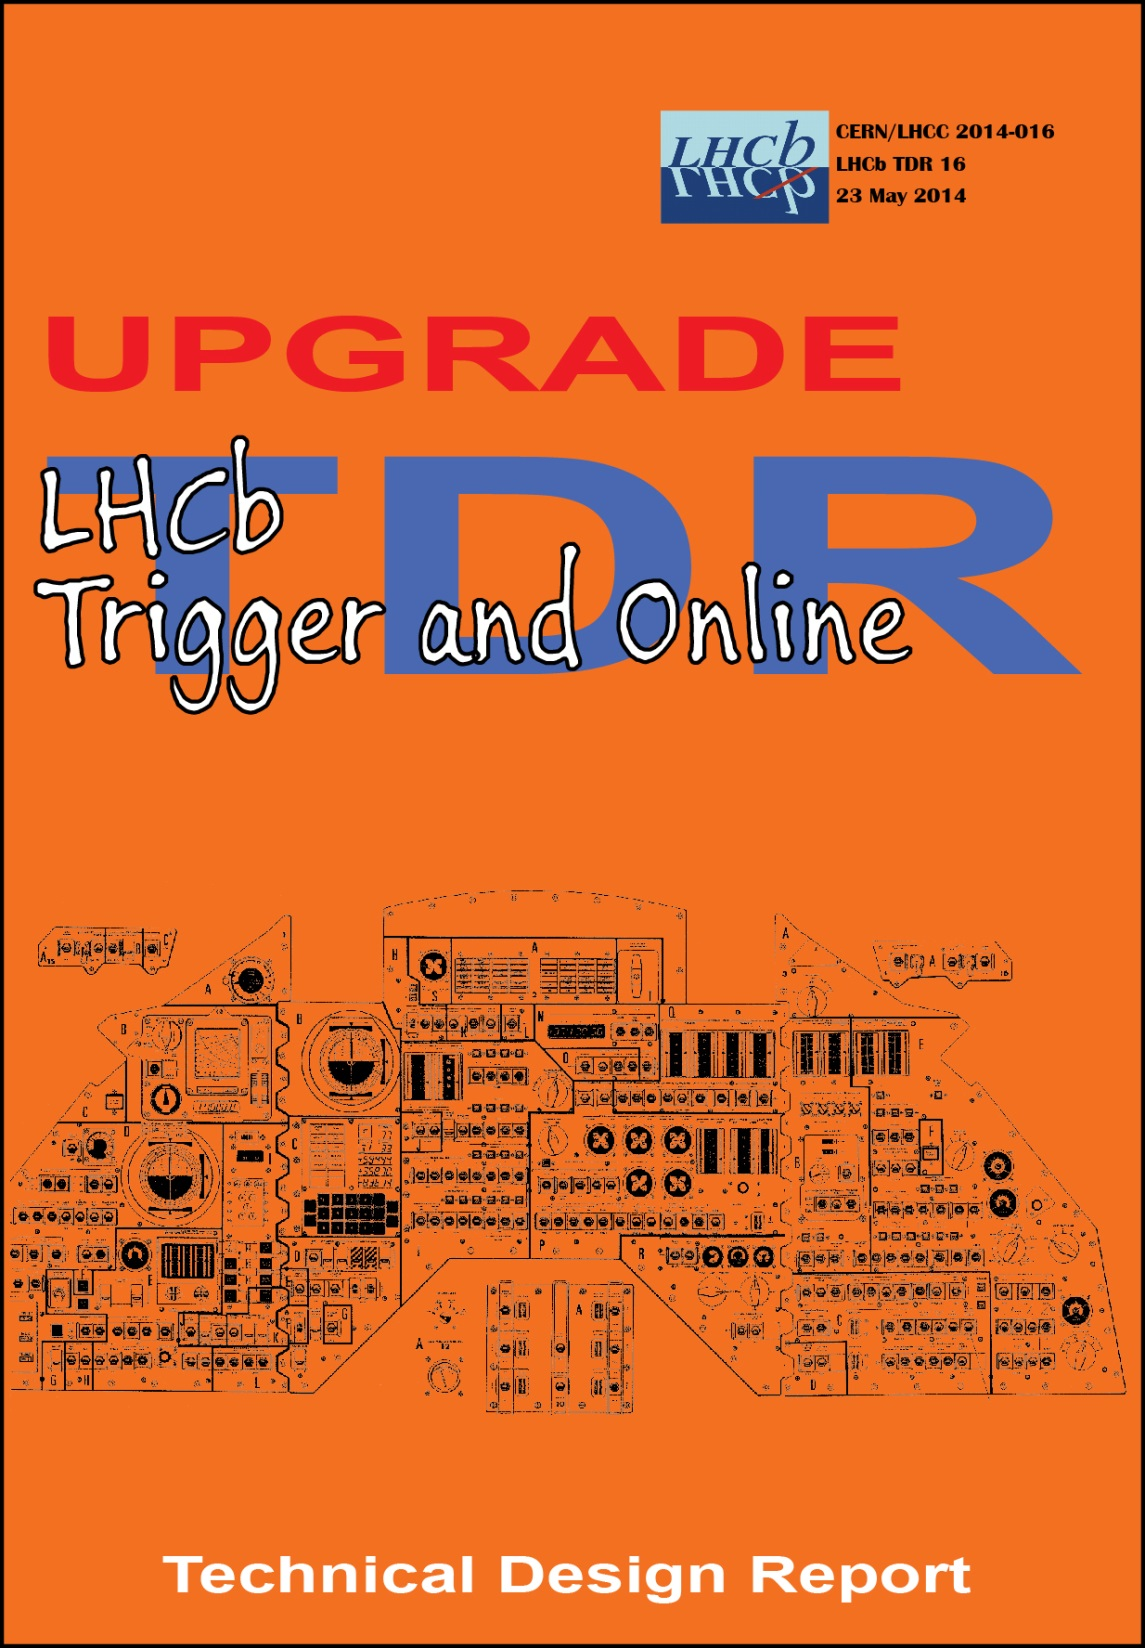 LHCb
LHCb
CERN/LHCC 2014-016
LHCb TDR 16
23 May 2014
UPGRADE
TDR
LHCb
Trigger and Online
Technical Design Report